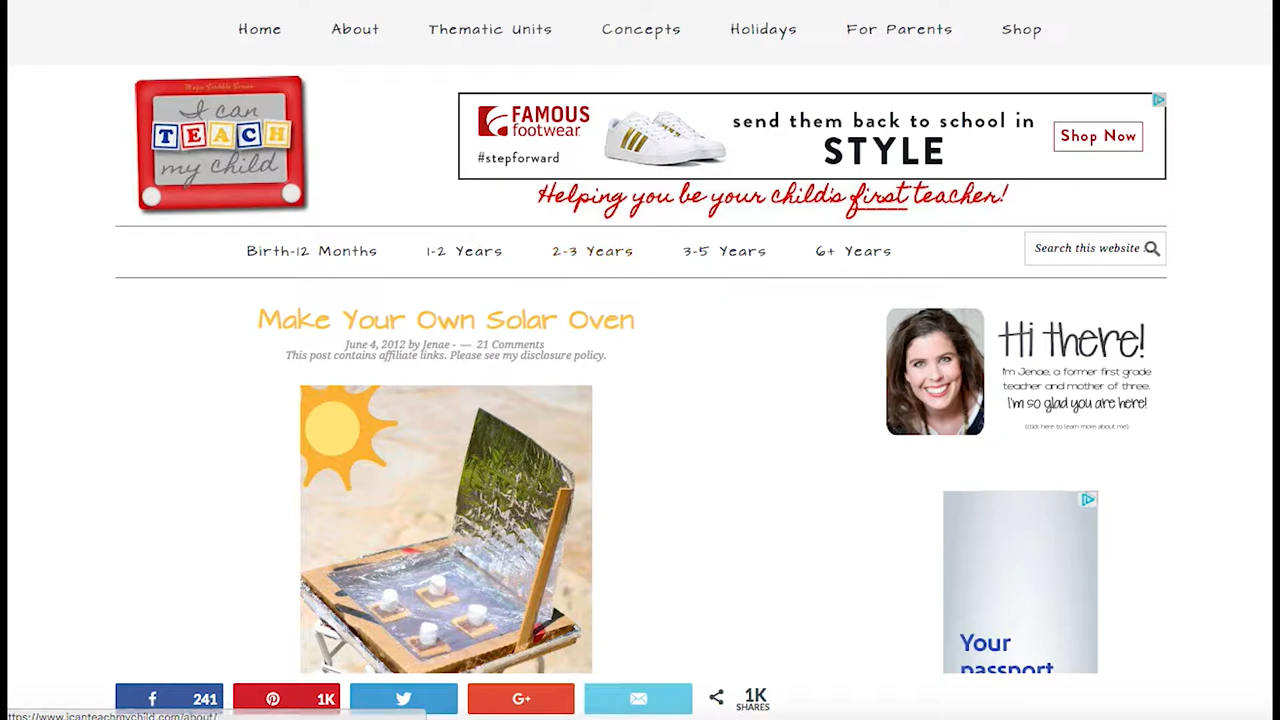 Home About Thematic Units Concepts Holidays For Parents Shop
Magic Scribble Screen
I can
TEACH
my child
FAMOUS
footwear
#stepforward
send them back to school in
STYLE
Shop Now
Helping you be your child's first teacher!
Birth-12 Months 1-2 Years 2-3 Years 3-5 Years 6+ Years
Search this website
Make Your Own Solar Oven
June 4, 2012 by Jenae - — 21 Comments
This post contains affiliate links. Please see my disclosure policy.
Hi there!
I'm Jenae, a former first grade
teacher and mother of three.
I'm so glad you are here!
(click here to learn more about me).
Your
passport
241
1K
G+
1K
SHARES
ttps://www.icanteachmychild.com/about/